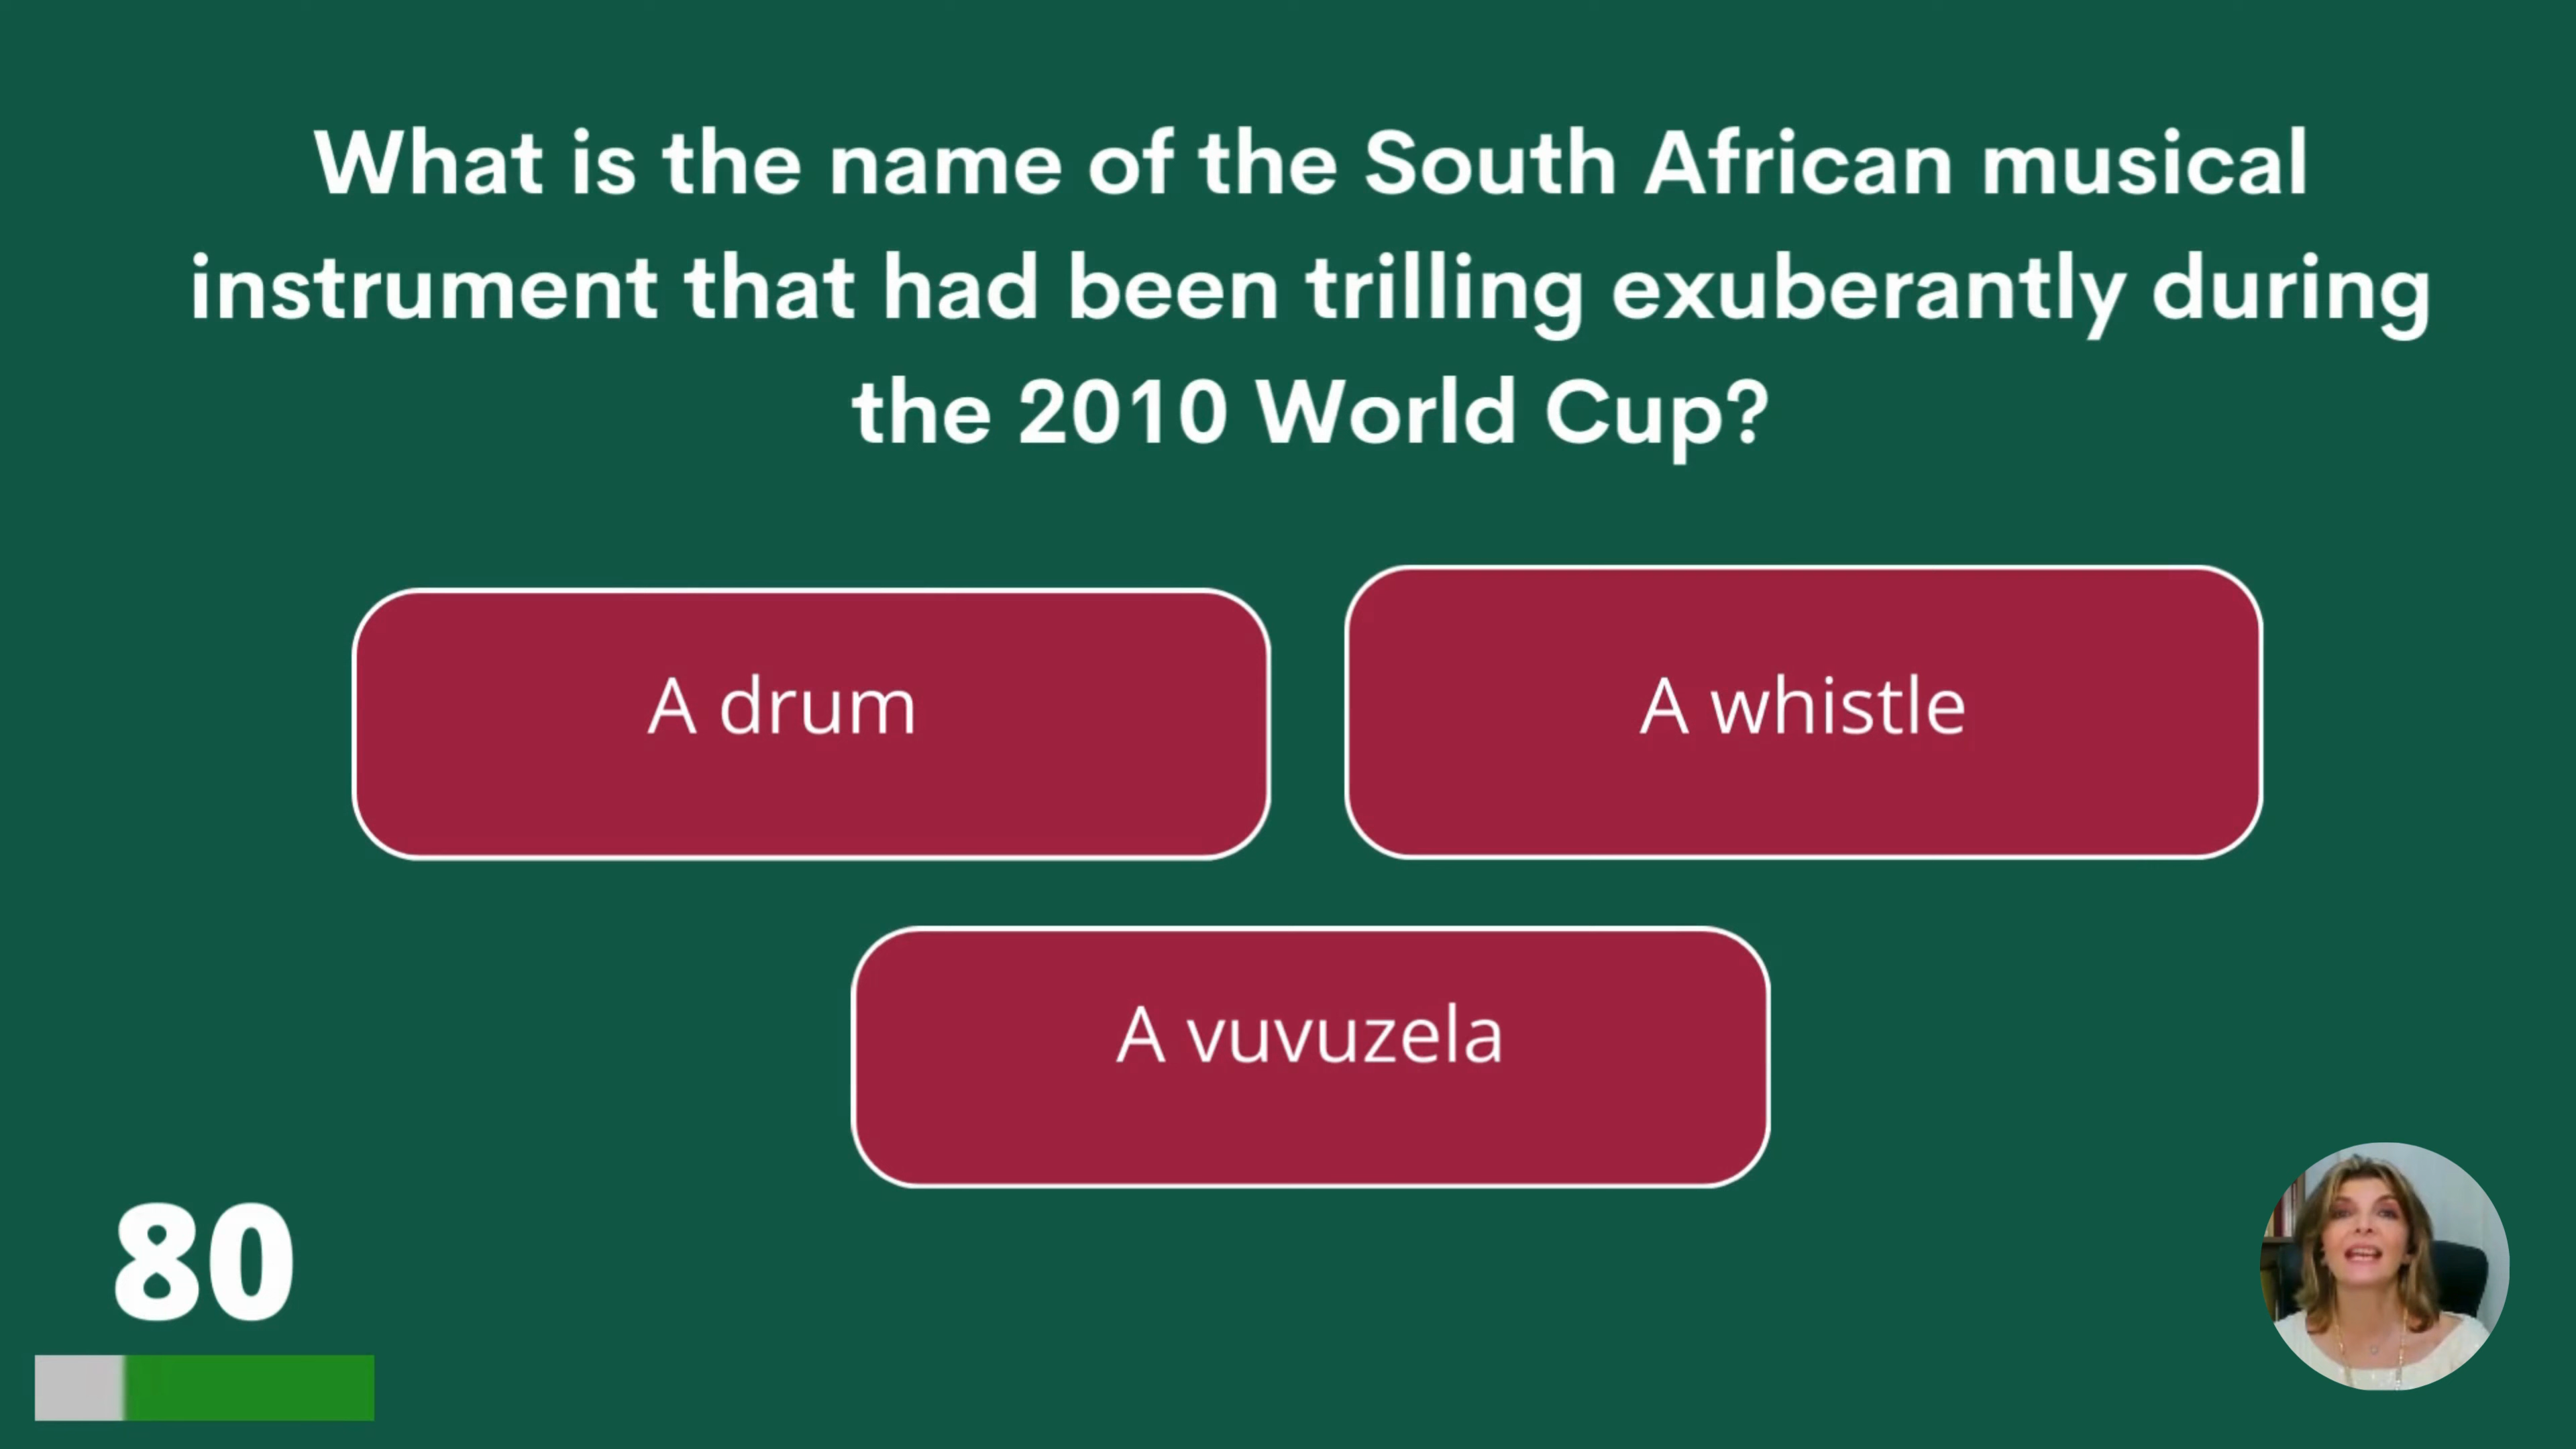 What is the name of the South African musical
instrument that had been trilling exuberantly during
the 2010 World Cup?
A drum
A whistle
A vuvuzela
80